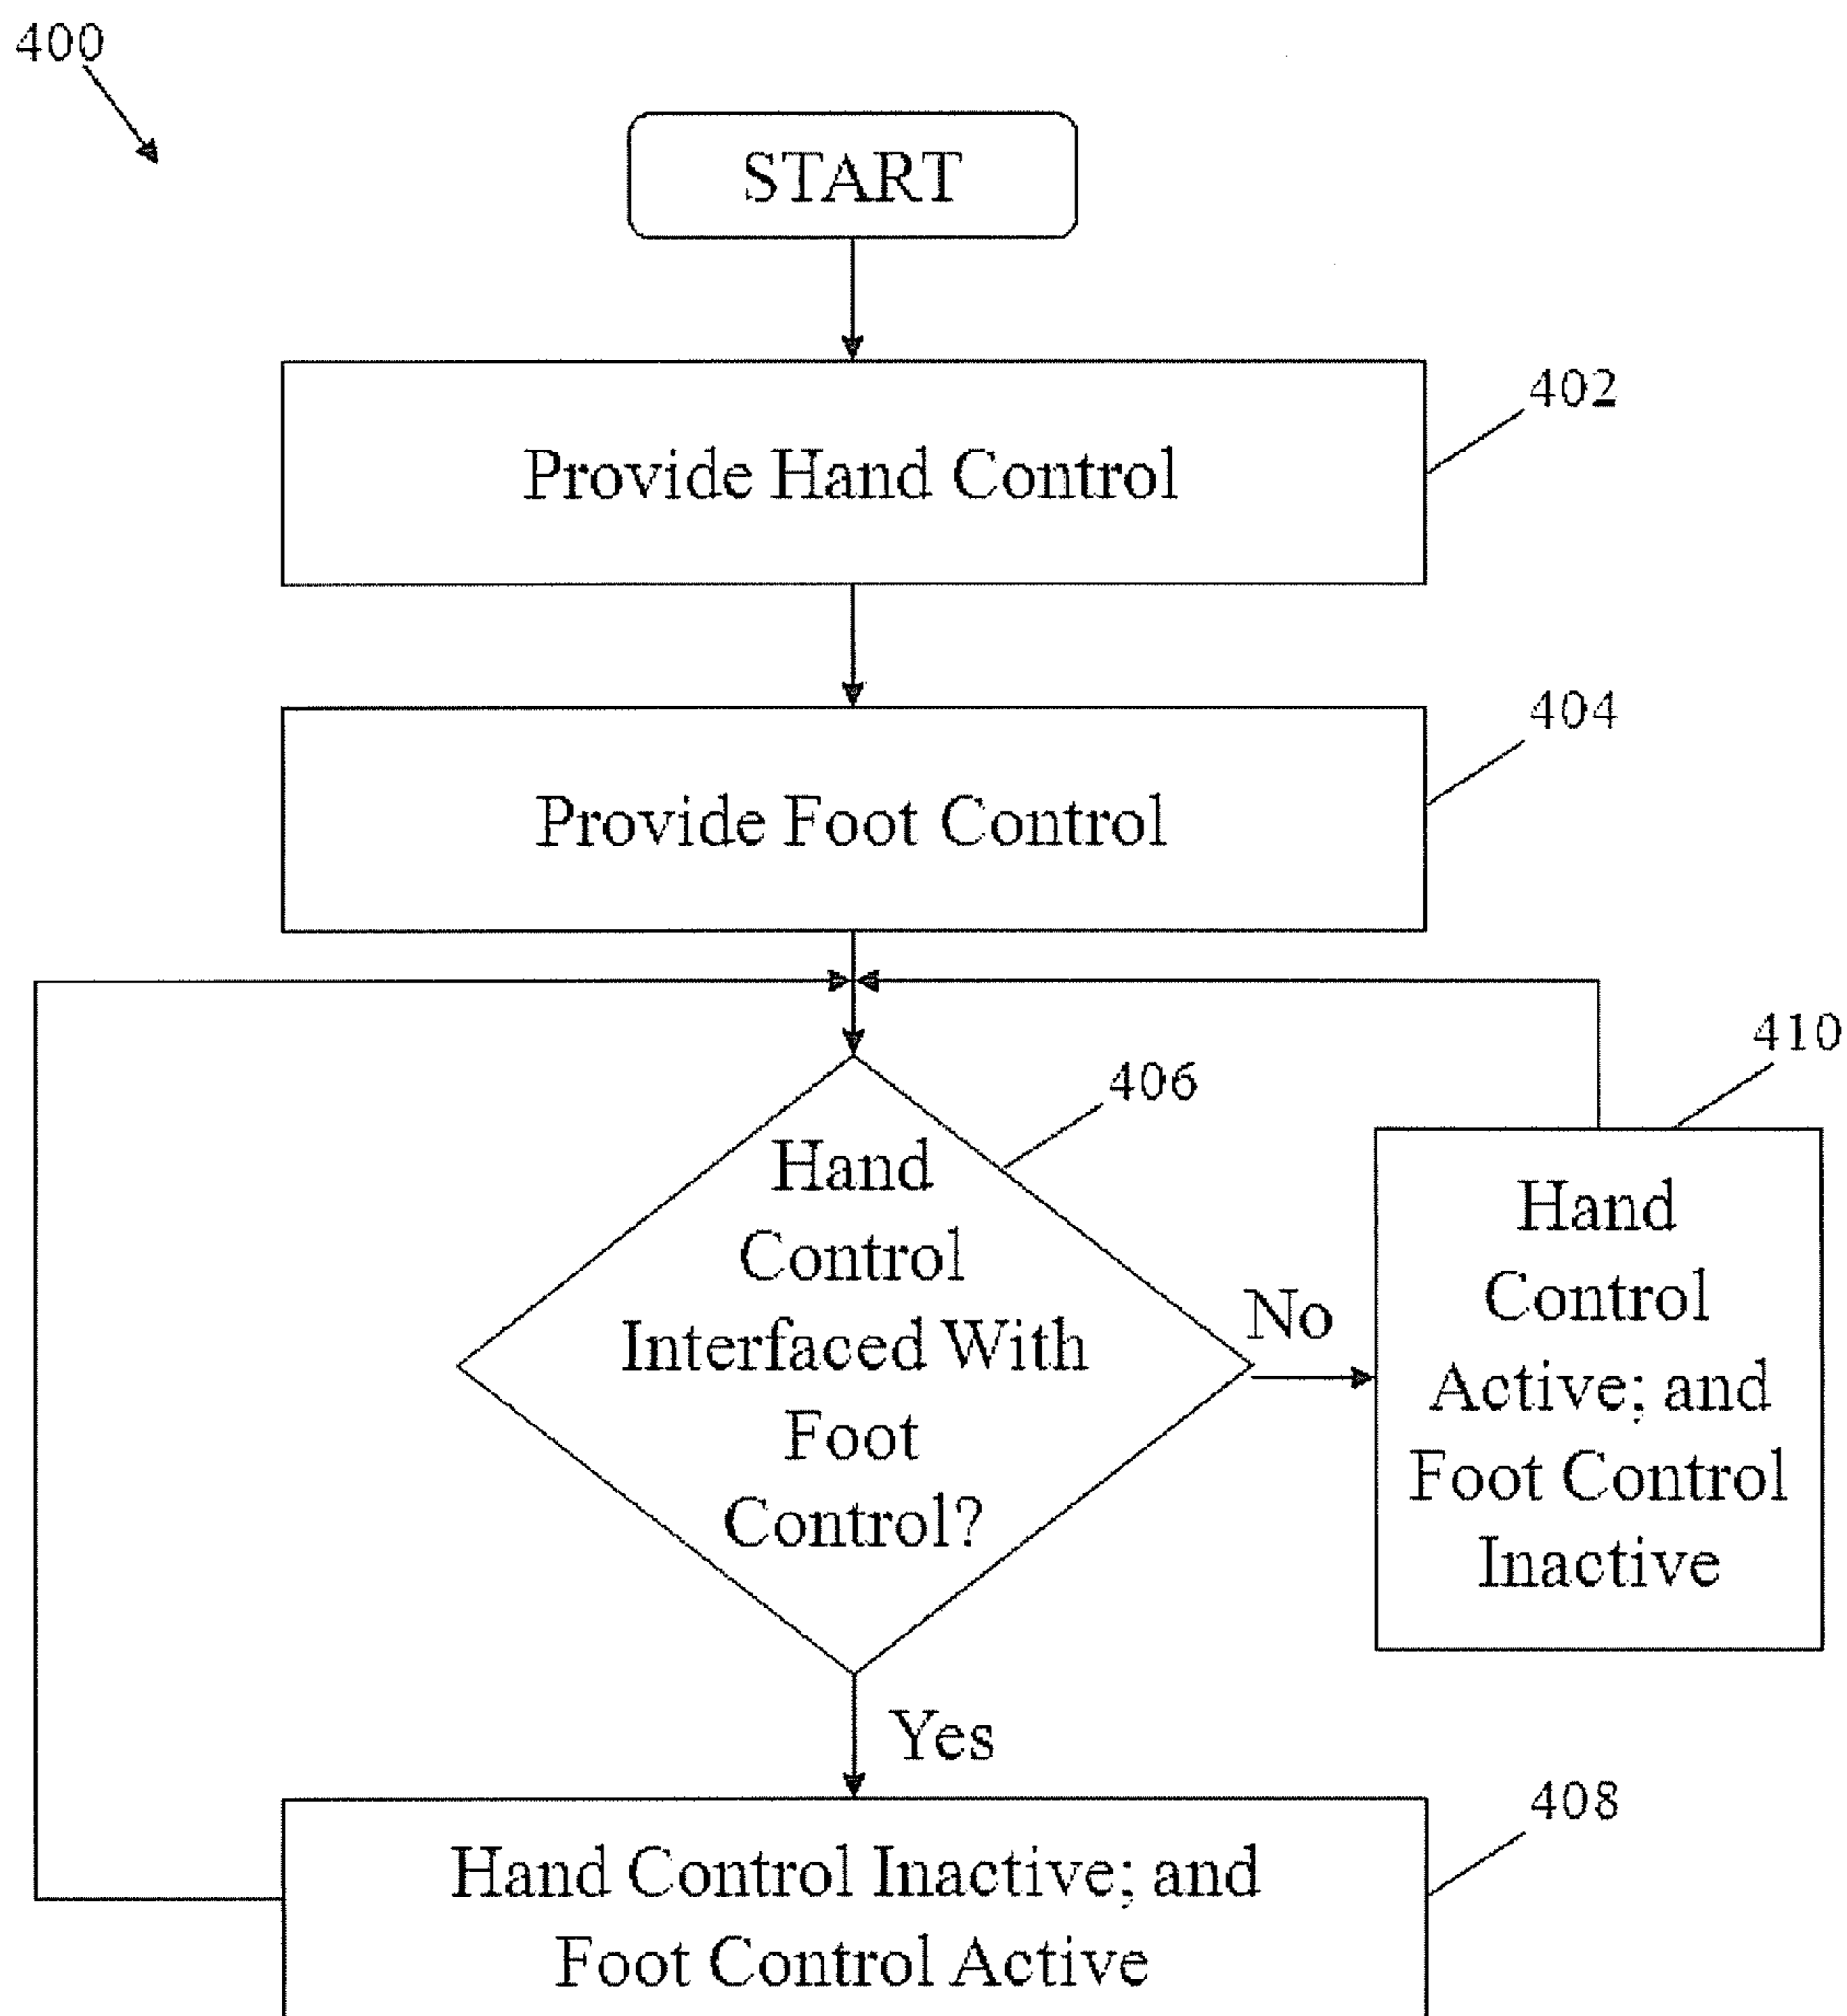 400
START
402
Provide Hand Control
404
Provide Foot Control
406
Hand
Control
Interfaced With
Foot
Control?
No
410
Hand
Control
Active; and
Foot Control
Inactive
Yes
408
Hand Control Inactive; and
Foot Control Active